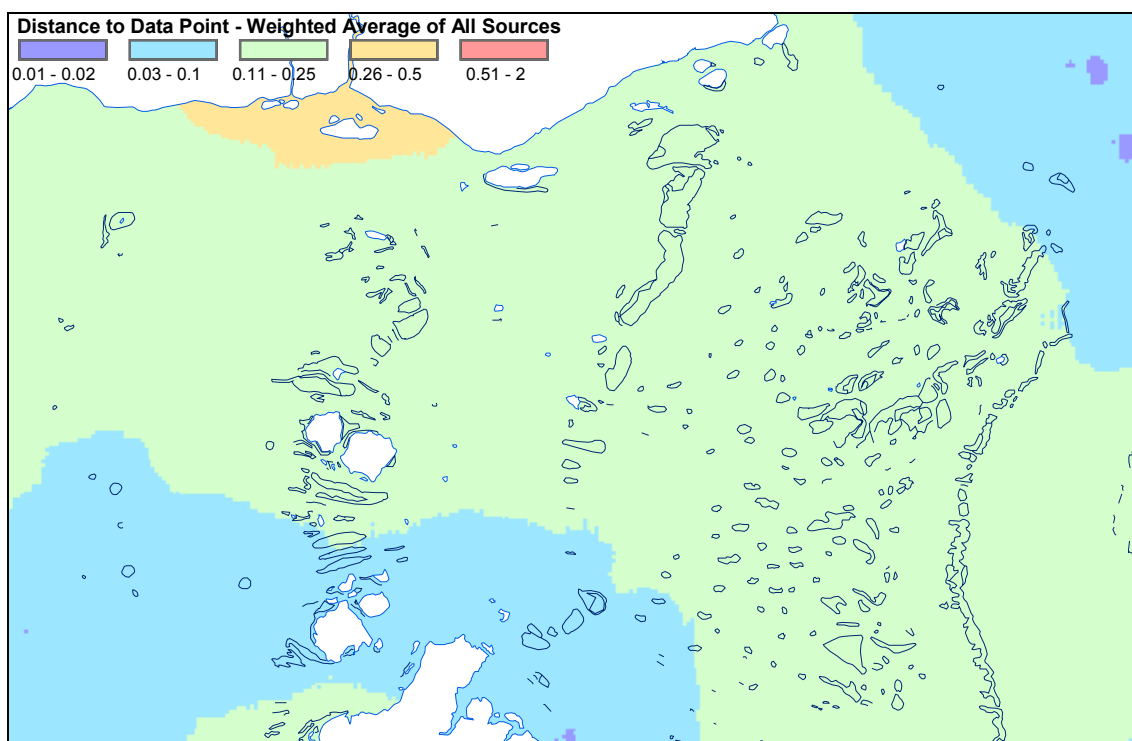 Distance to Data Point - Weighted Average of All Sources
0.01 - 0.02 0.03 - 0.1 0.11 - 0.25 0.26 - 0.5 0.51 - 2